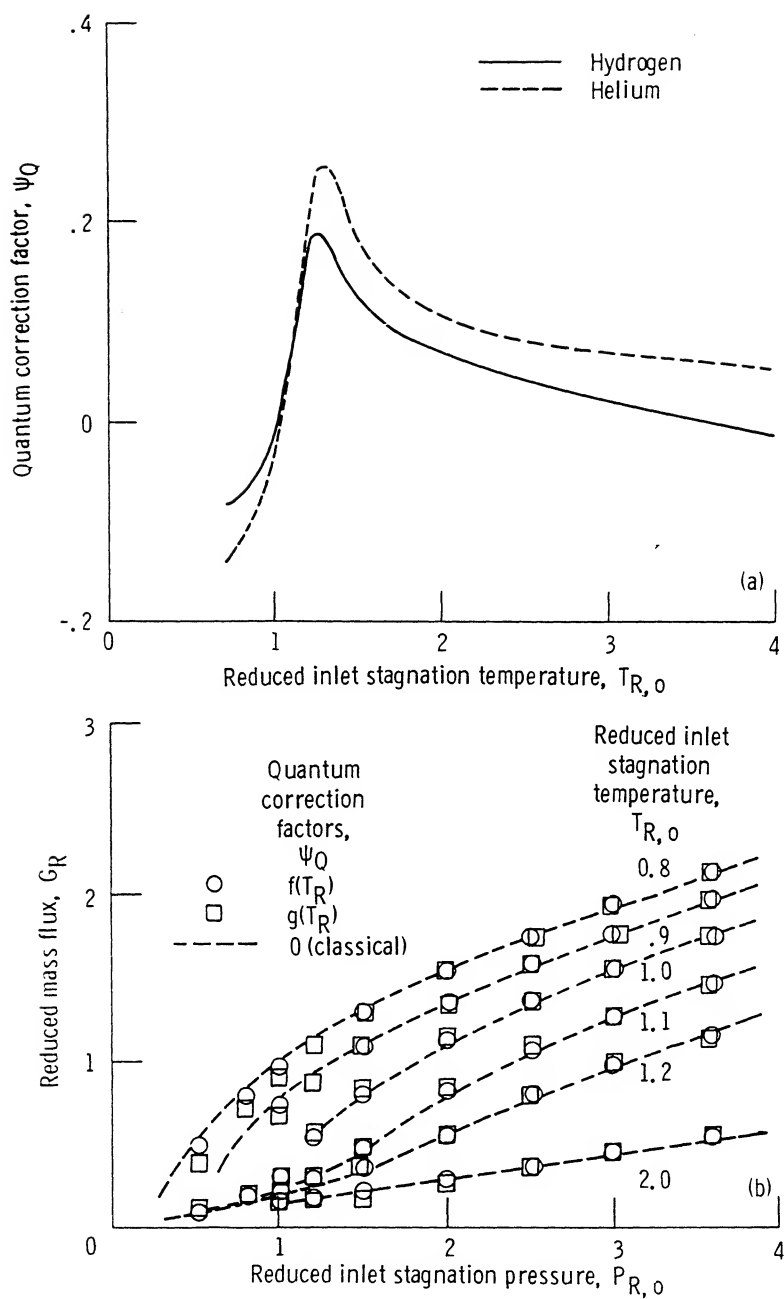 .4
.2
0
-.2
Quantum correction factor, ΨQ
Hydrogen
Helium
(a)
0
1
2
3
4
Reduced inlet stagnation temperature, TR,o
3
2
1
0
Reduced mass flux, GR
Quantum
correction
factors,
ΨQ
f(TR)
g(TR)
0 (classical)
Reduced inlet
stagnation
temperature,
TR,o
0.8
.9
1.0
1.1
1.2
2.0
(b)
1
2
3
4
Reduced inlet stagnation pressure, PR,o